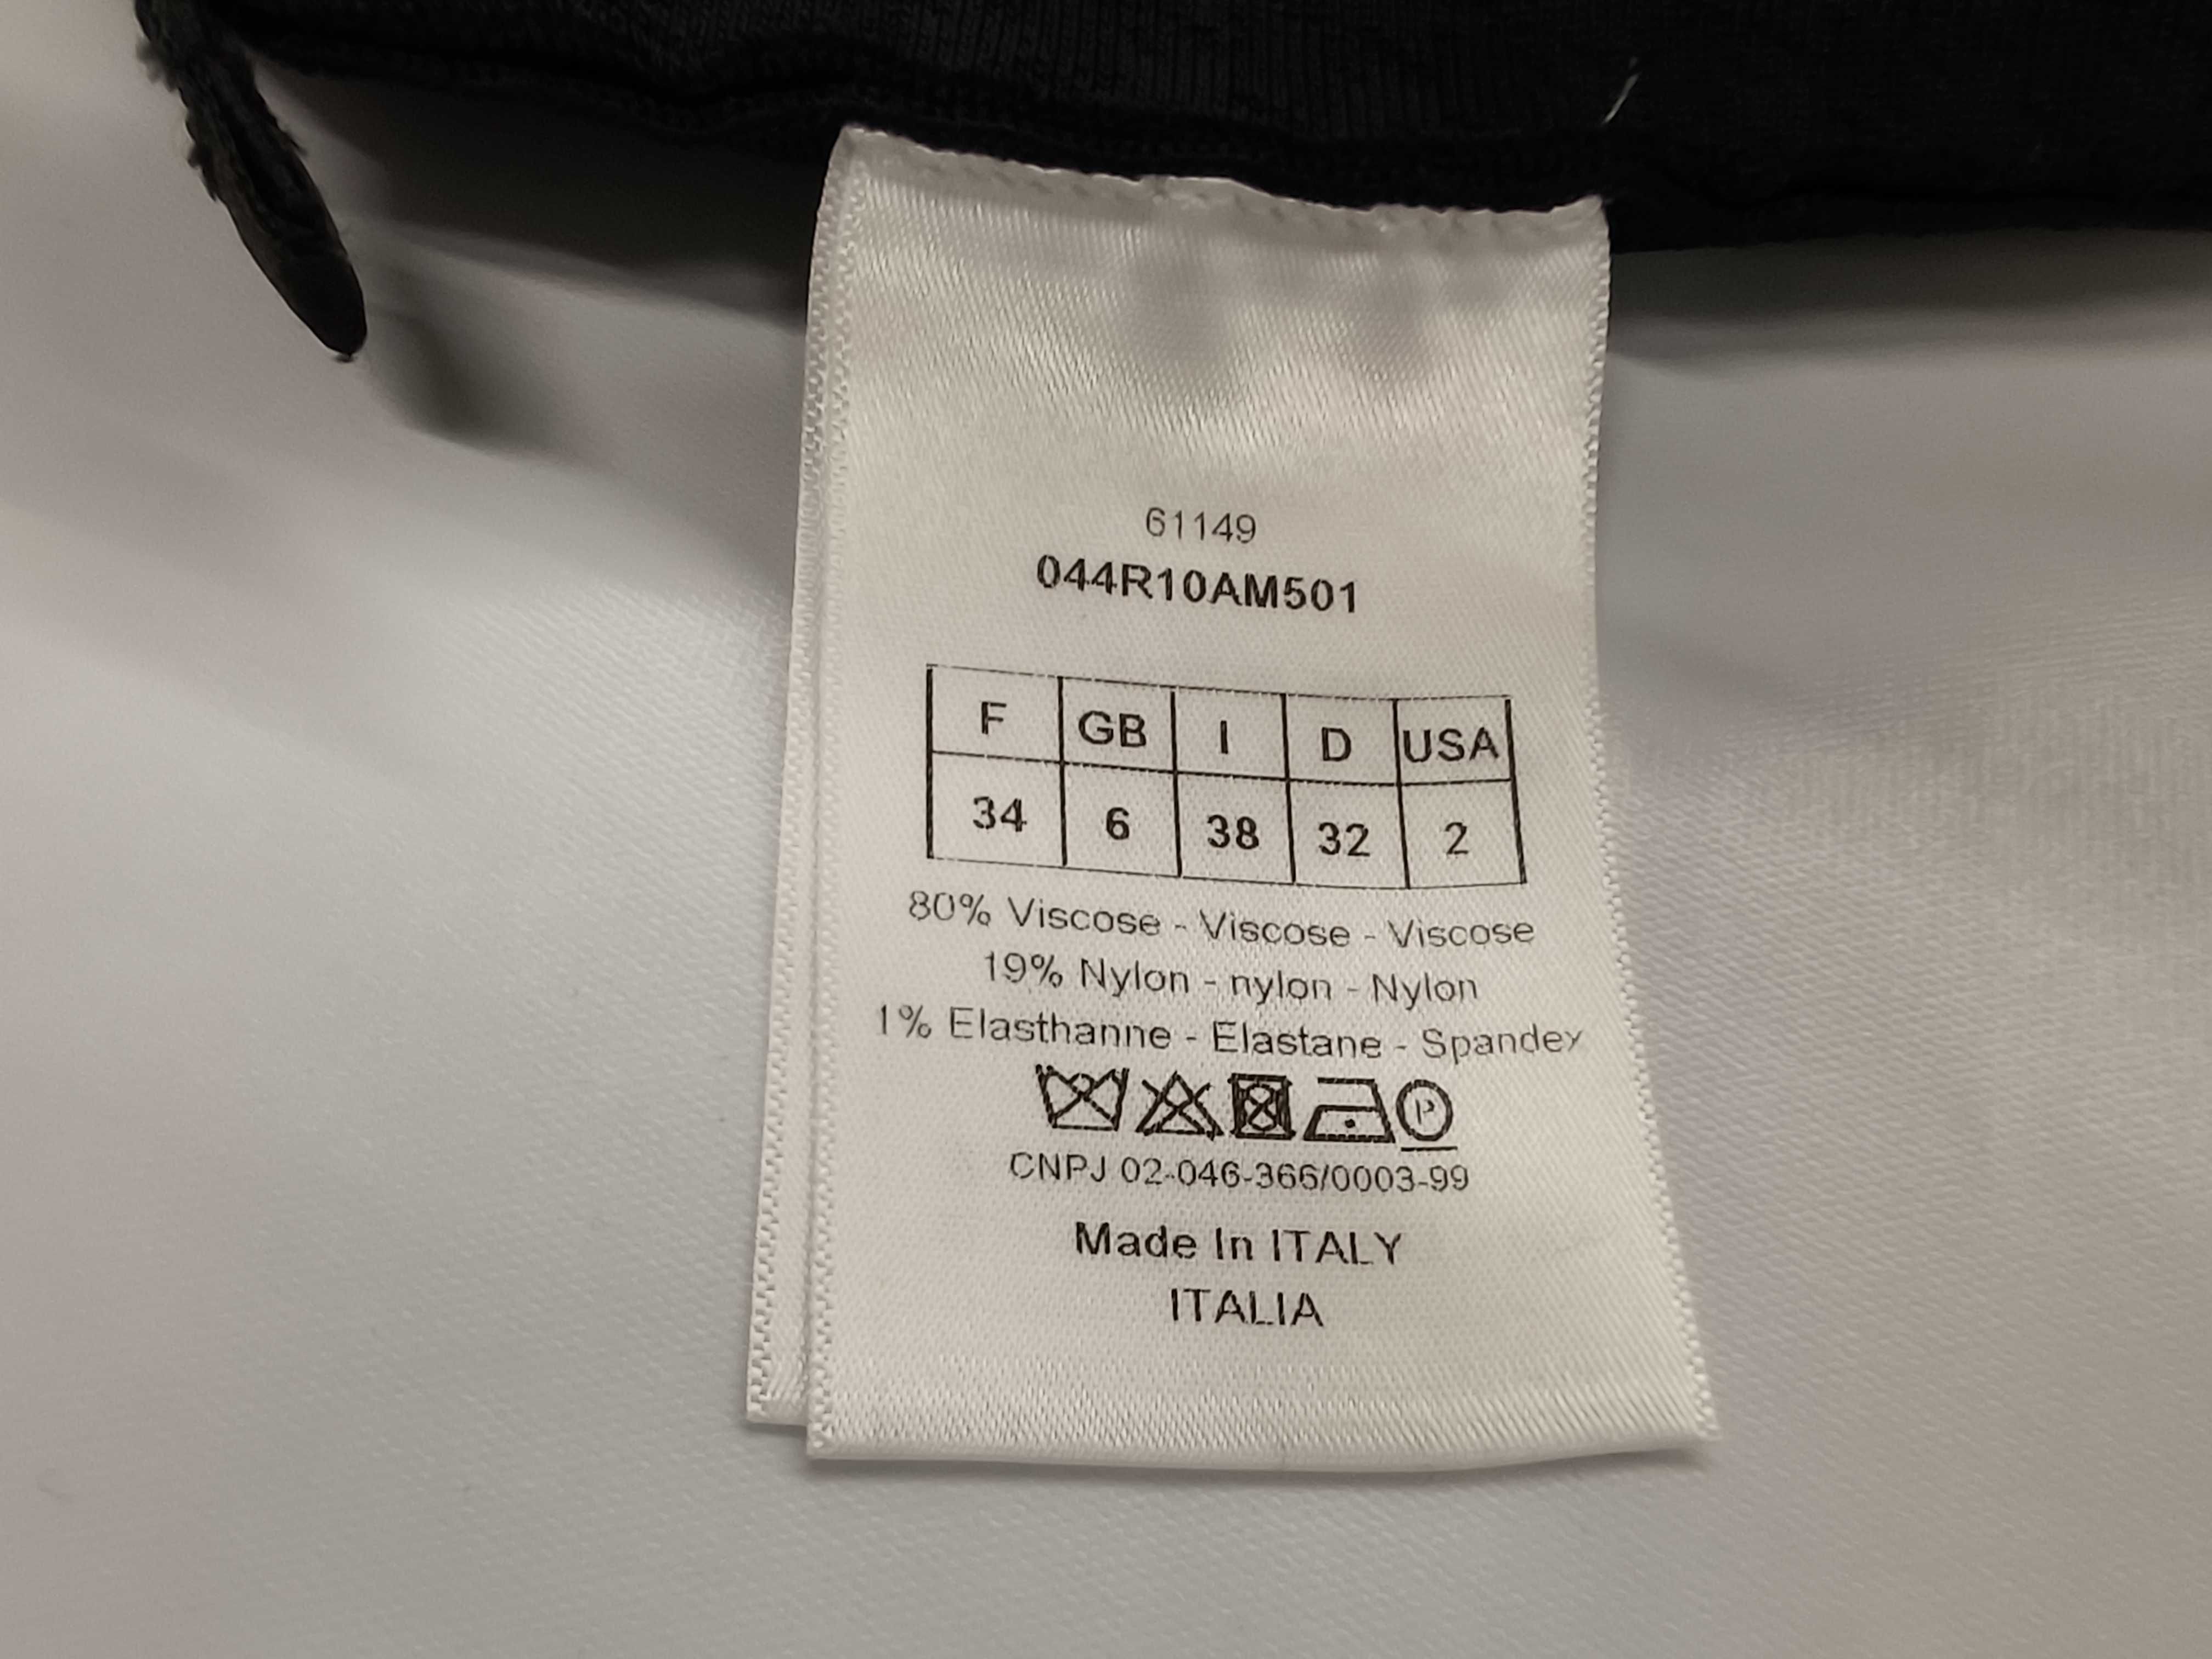 61149
044R10AM501
F GB I D USA
34 6 38 32 2
80% Viscose - Viscose - Viscose
19% Nylon - nylon - Nylon
1% Elasthanne - Elastane - Spandex
P
CNPJ 02-046-366/0003-99
Made In ITALY
ITALIA